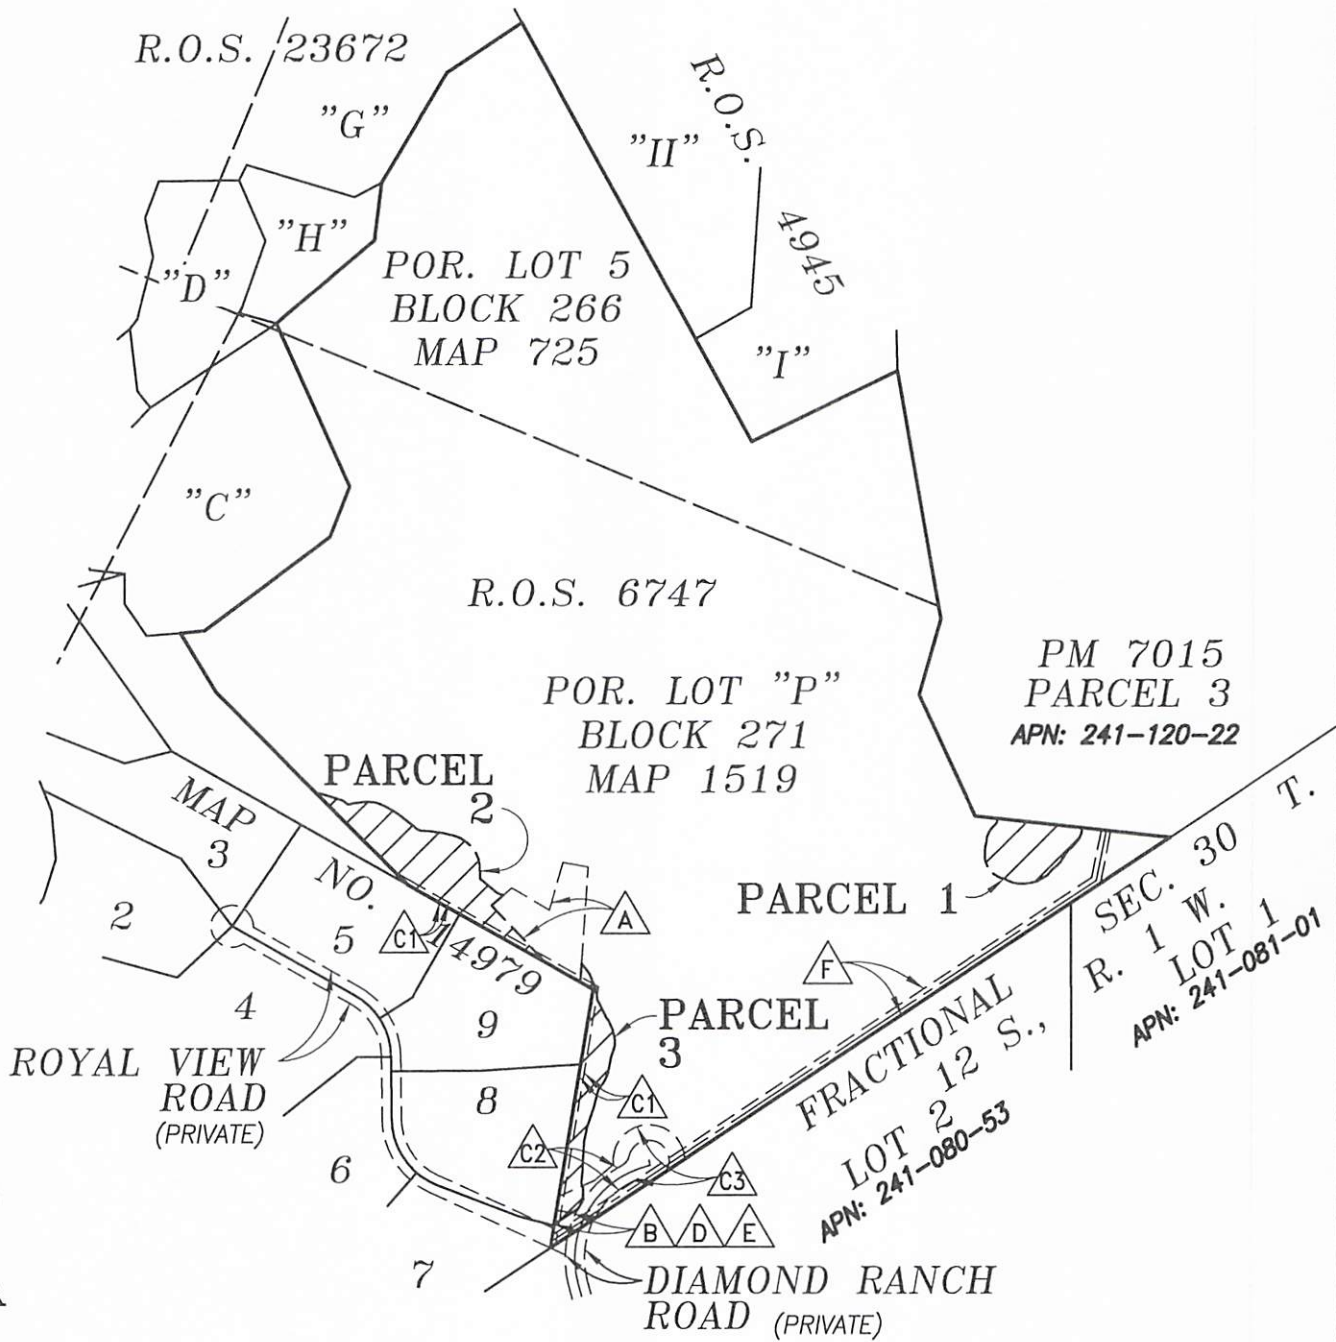 R.O.S. 23672
"G"
R.O.S. 4945
"II"
"H"
"D"
POR. LOT 5
BLOCK 266
MAP 725
"I"
"C"
R.O.S. 6747
PM 7015
PARCEL 3
APN: 241-120-22
POR. LOT "P"
BLOCK 271
MAP 1519
PARCEL
2
MAP NO. 14979
3
2
5
4
9
8
6
7
C1
A
PARCEL 1
F
PARCEL
3
C1
C2
C3
B D E
SEC. 30 T.
R. 1 W.
LOT 1
APN: 241-081-01
FRACTIONAL
12 S.,
LOT 2
APN: 241-080-53
ROYAL VIEW
ROAD
(PRIVATE)
DIAMOND RANCH
ROAD (PRIVATE)